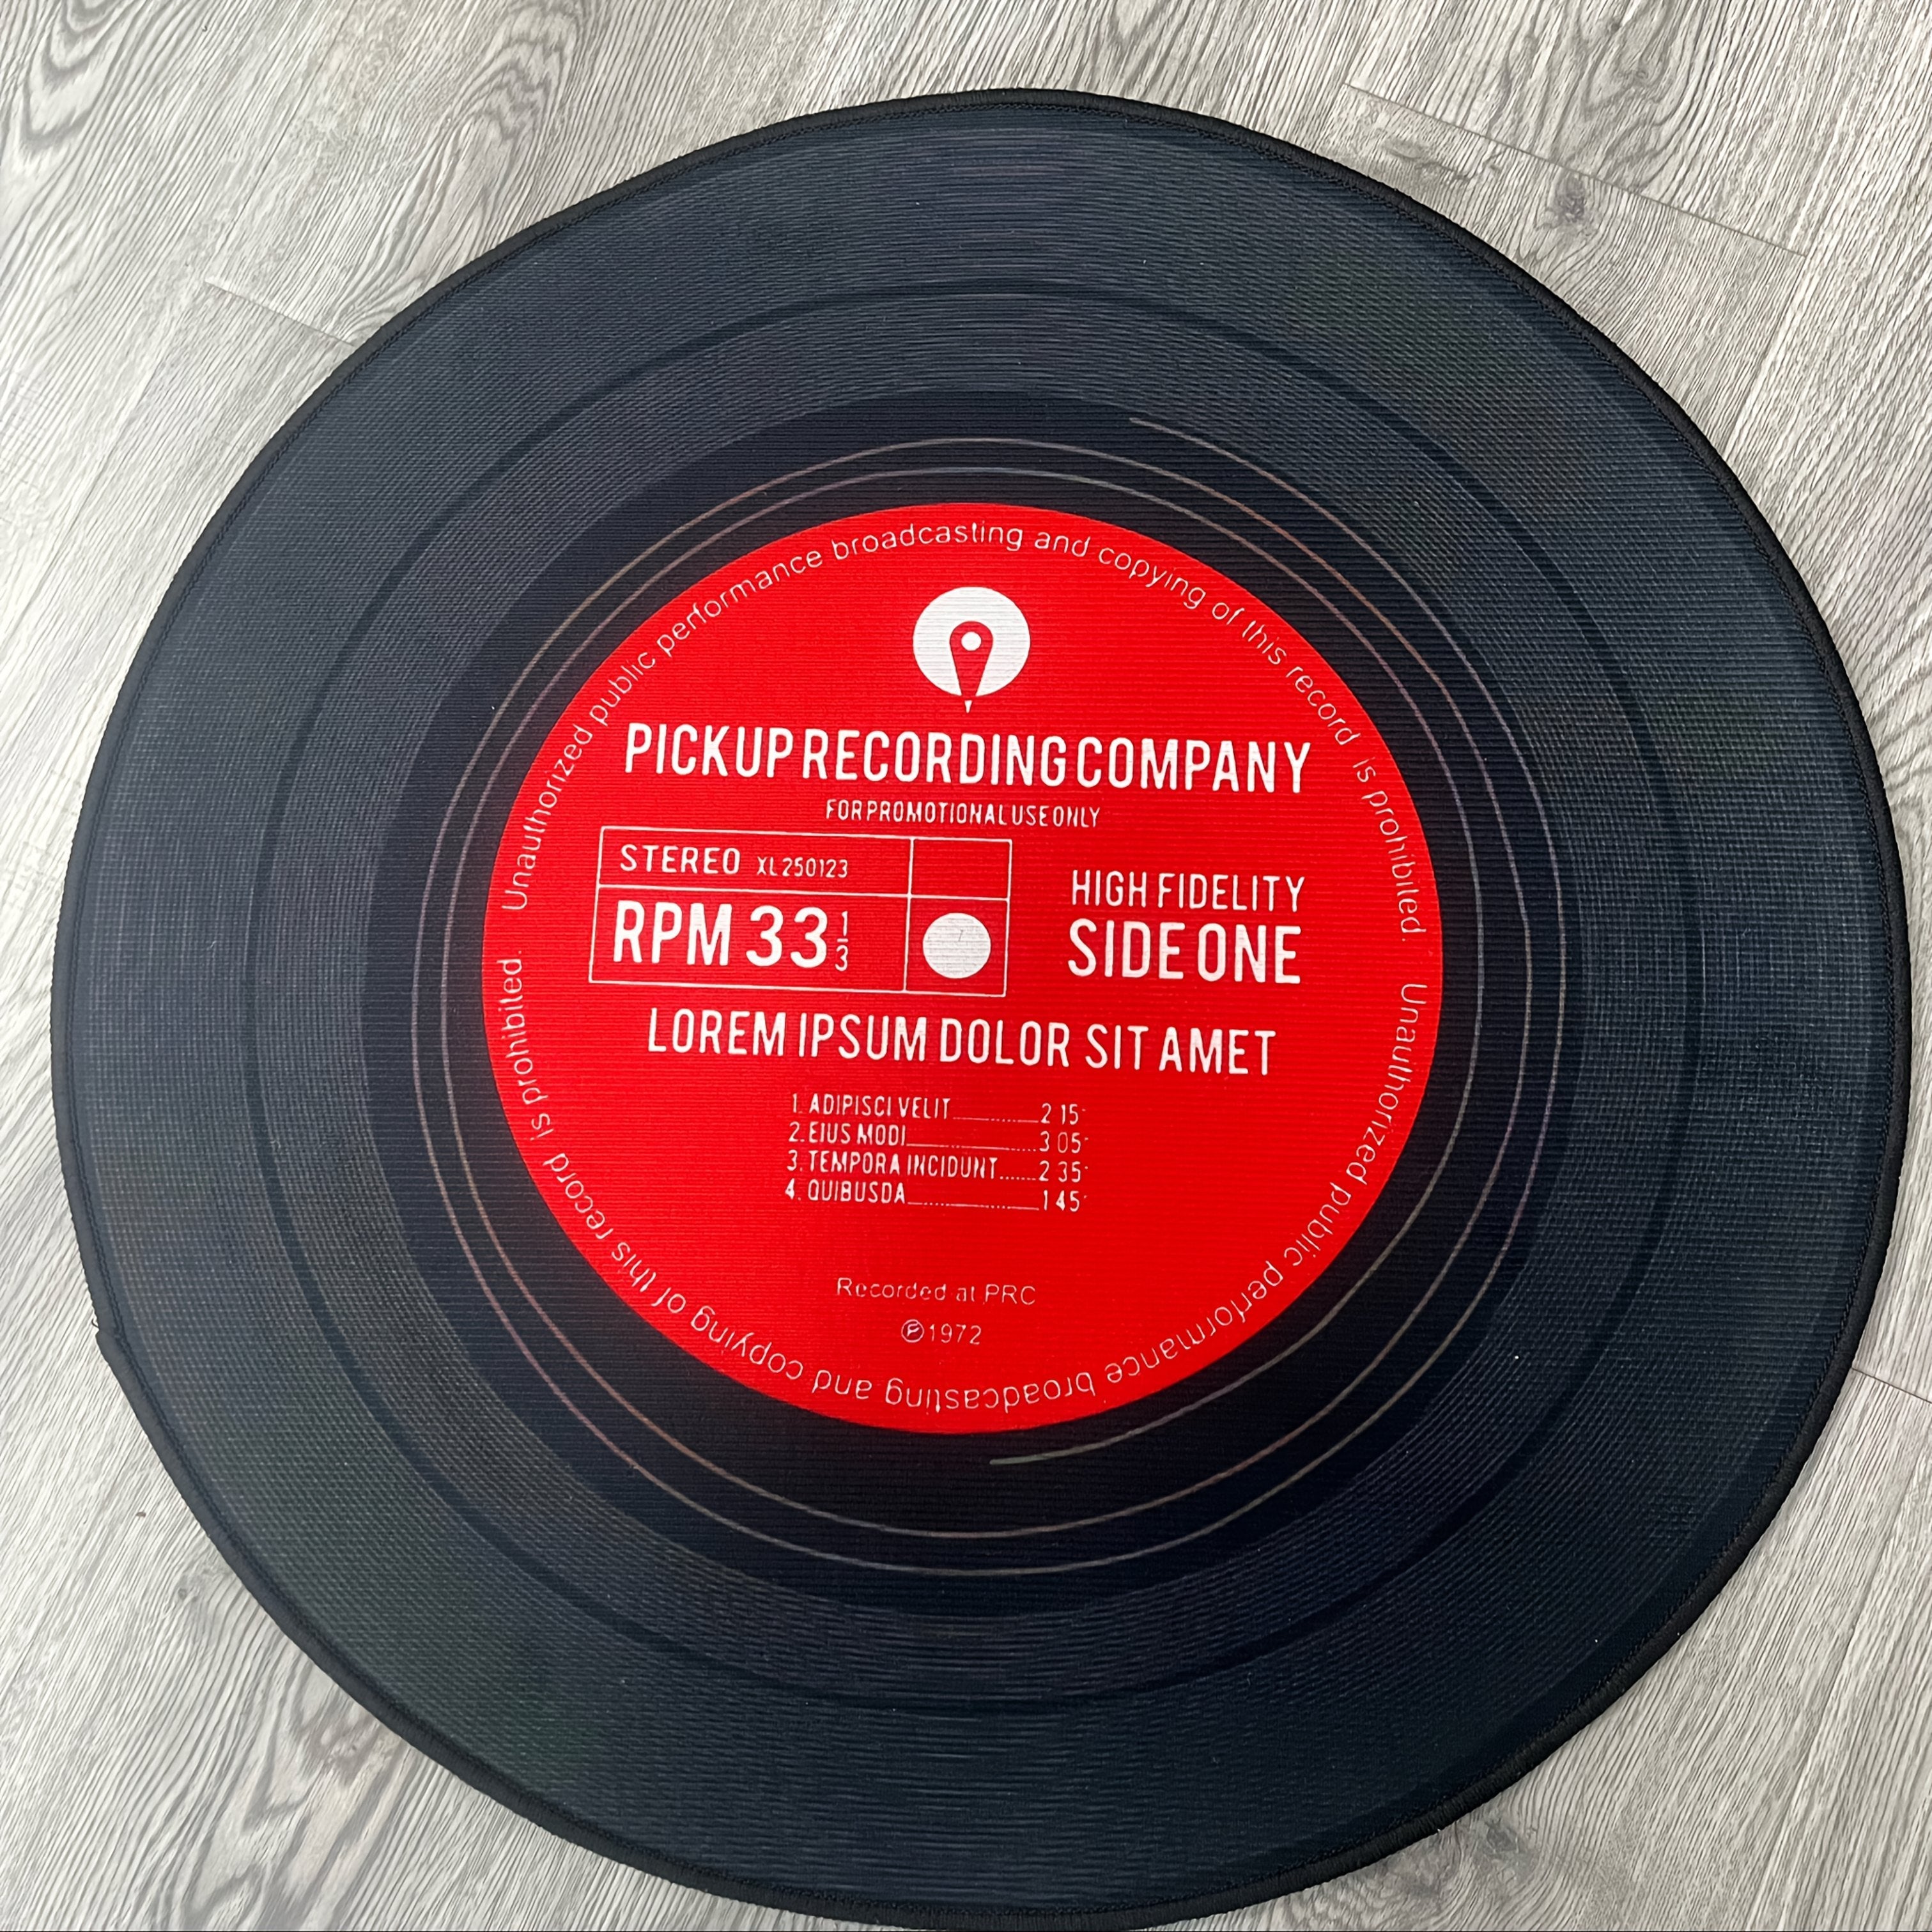 Unauthorized public performance broadcasting and copying of this record is prohibited.
PICKUP RECORDING COMPANY
FOR PROMOTIONAL USE ONLY
STEREO XL250123
RPM 33 1/3
HIGH FIDELITY
SIDE ONE
LOREM IPSUM DOLOR SIT AMET
1. ADIPISCI VELIT..............2 15'
2. EIUS MODI..............3 05'
3. TEMPORA INCIDUNT......2 35'
4. QUIBUSDA..............1 45'
Recorded at PRC
℗1972
Unauthorized public performance broadcasting and copying of this record is prohibited.